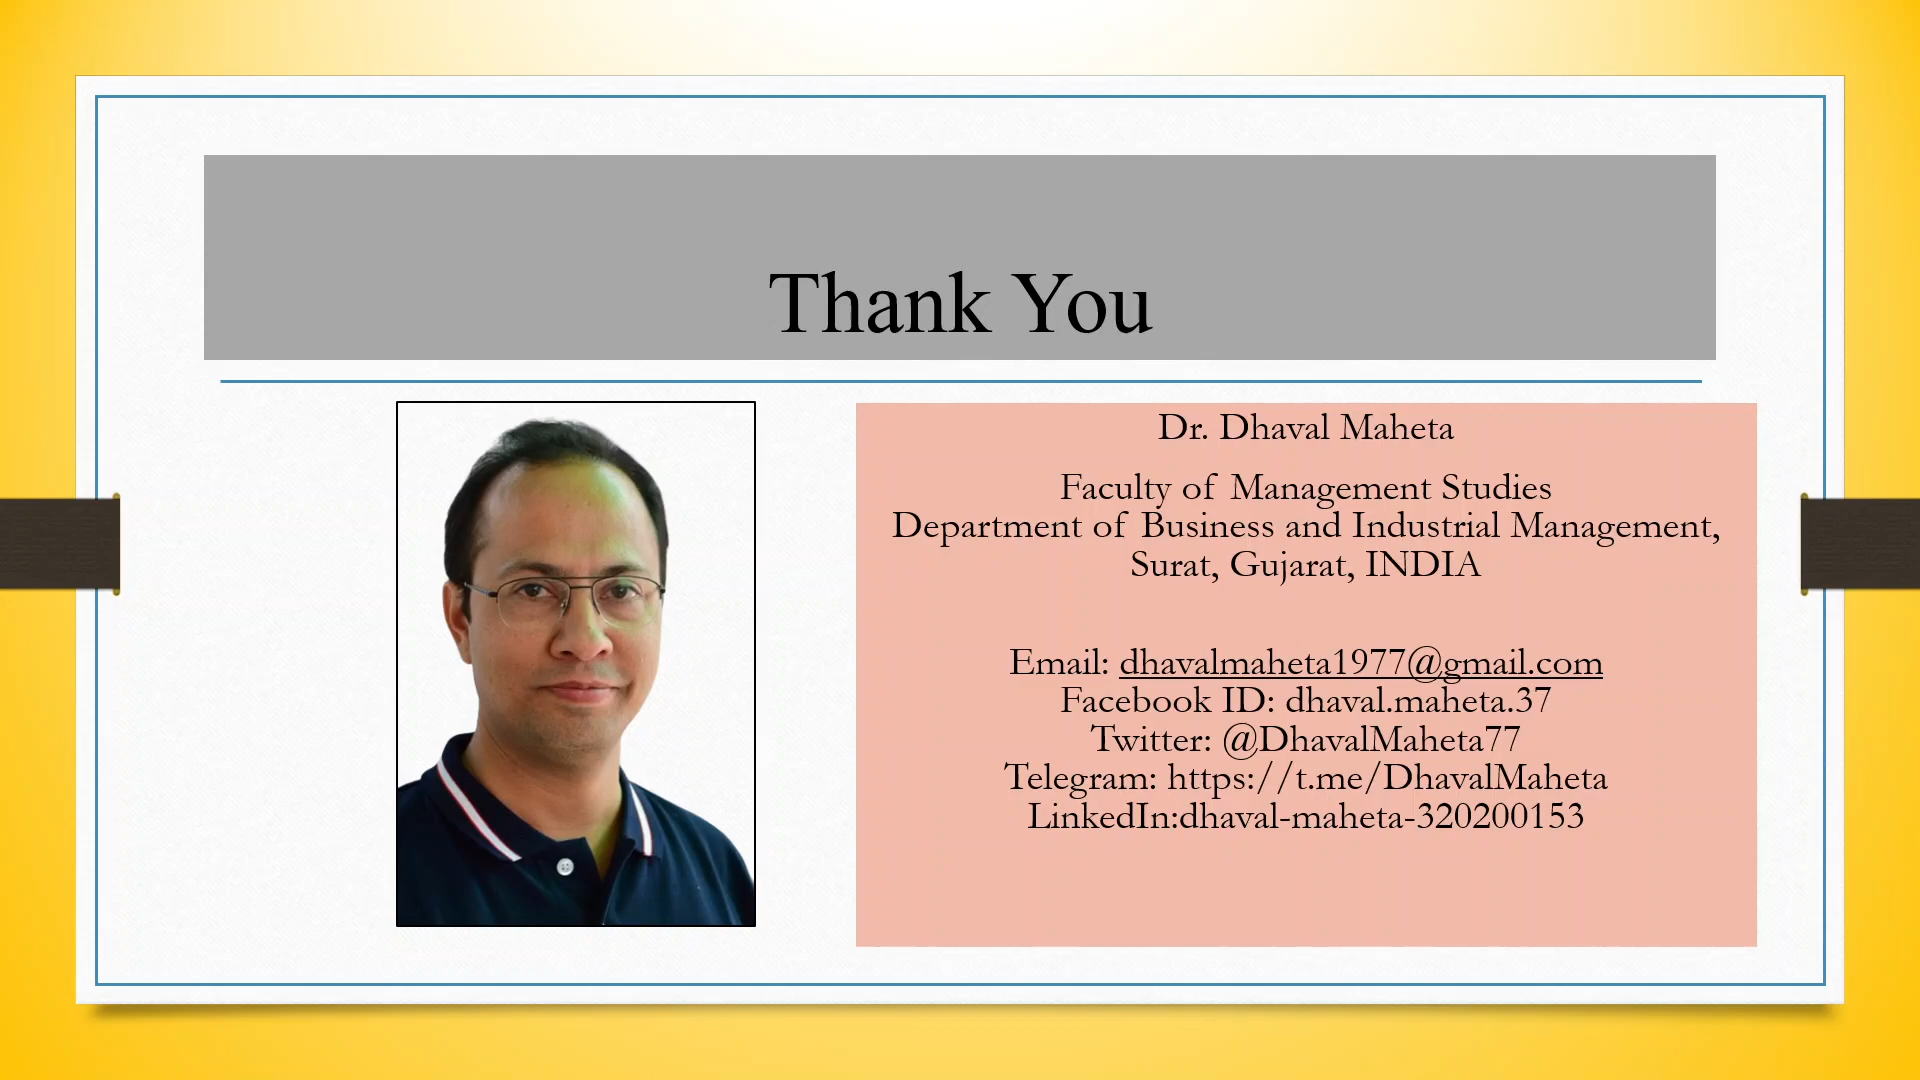 Thank You
Dr. Dhaval Maheta
Faculty of Management Studies
Department of Business and Industrial Management,
Surat, Gujarat, INDIA
Email: dhavalmaheta1977@gmail.com
Facebook ID: dhaval.maheta.37
Twitter: @DhavalMaheta77
Telegram: https://t.me/DhavalMaheta
LinkedIn:dhaval-maheta-320200153